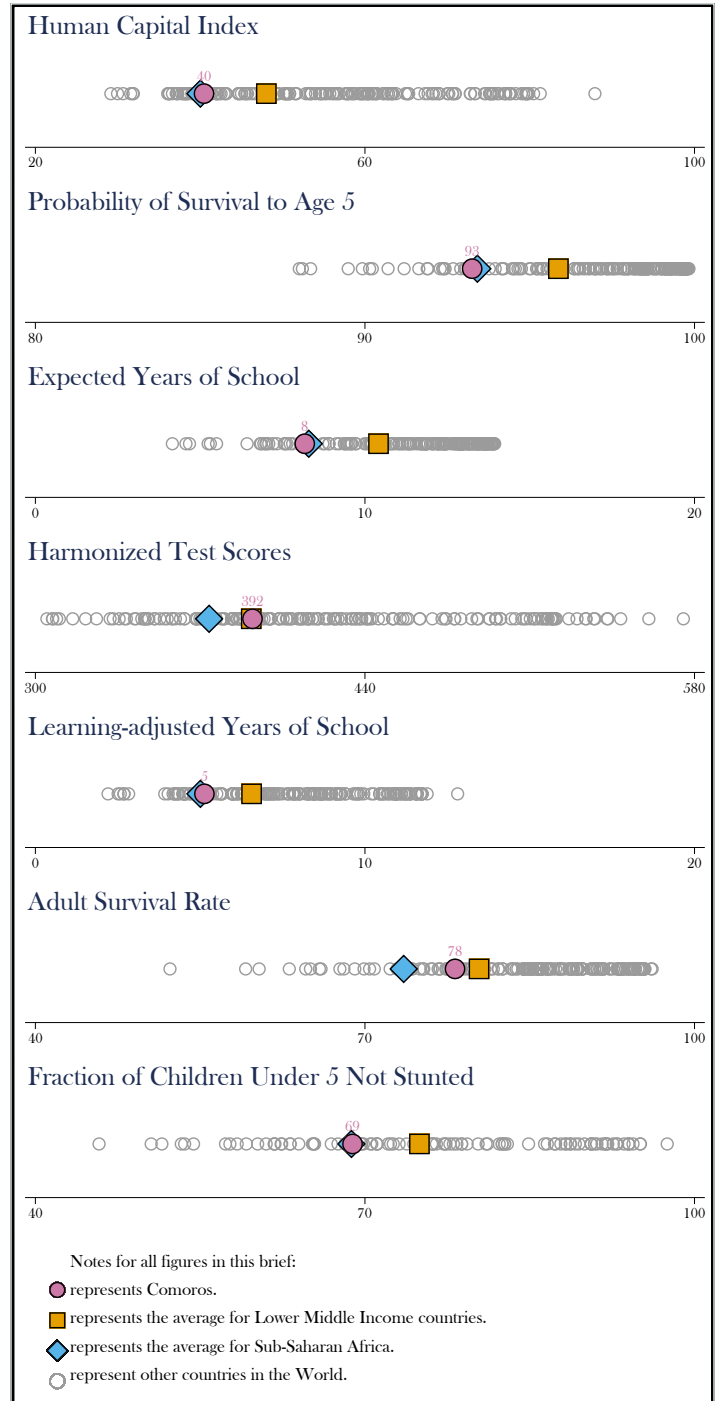 Human Capital Index
40
20 60 100
Probability of Survival to Age 5
93
80 90 100
Expected Years of School
8
0 10 20
Harmonized Test Scores
392
300 440 580
Learning-adjusted Years of School
5
0 10 20
Adult Survival Rate
78
40 70 100
Fraction of Children Under 5 Not Stunted
69
40 70 100
Notes for all figures in this brief:
represents Comoros.
represents the average for Lower Middle Income countries.
represents the average for Sub-Saharan Africa.
represent other countries in the World.